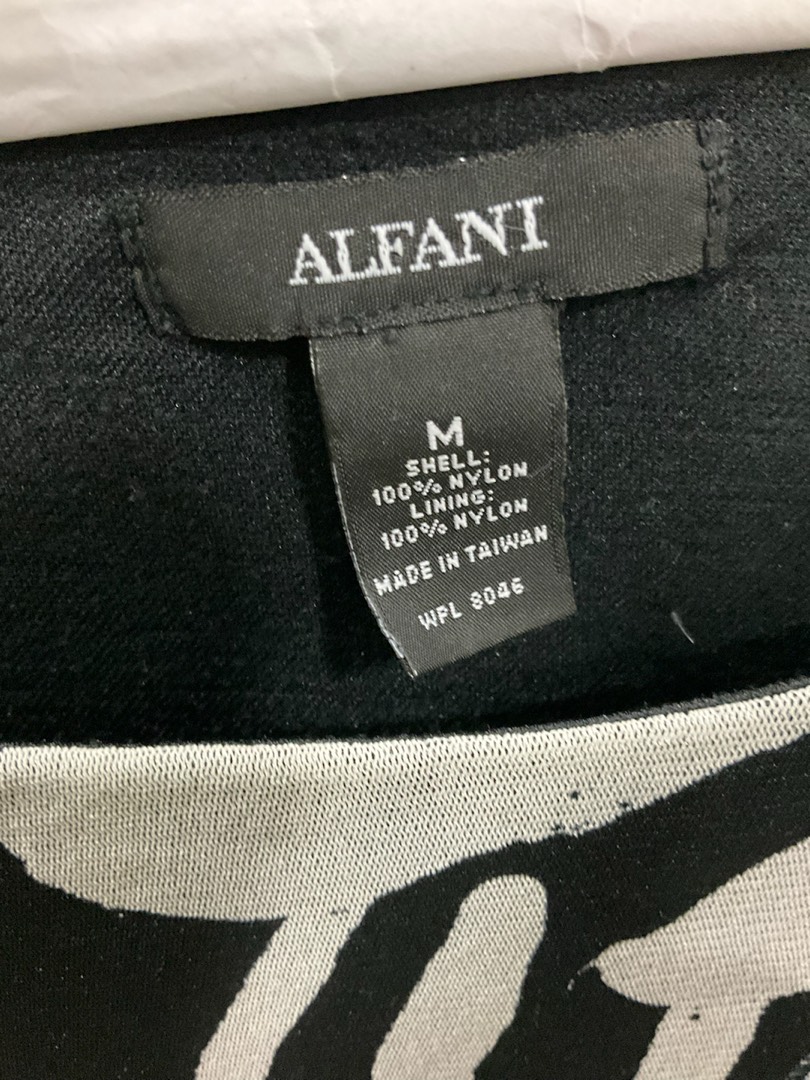 ALFANI
M
SHELL:
100% NYLON
LINING:
100% NYLON
MADE IN TAIWAN
WPL 8046